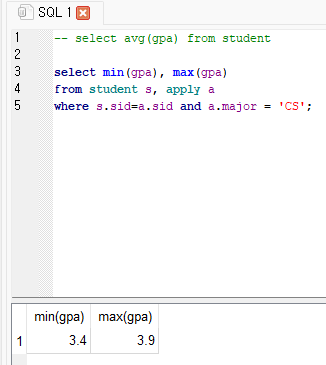 SQL 1
1 -- select avg(gpa) from student
2
3 select min(gpa), max(gpa)
4 from student s, apply a
5 where s.sid=a.sid and a.major = 'CS';
min(gpa) max(gpa)
1 3.4 3.9